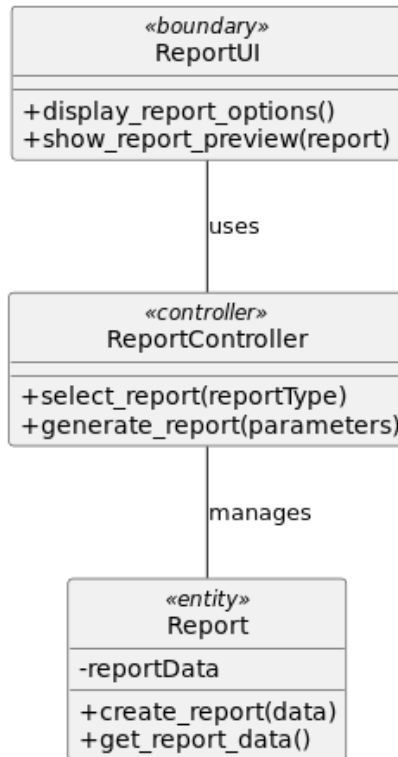 «boundary»
ReportUI
+display_report_options()
+show_report_preview(report)
uses
«controller»
ReportController
+select_report(reportType)
+generate_report(parameters)
manages
«entity»
Report
-reportData
+create_report(data)
+get_report_data()